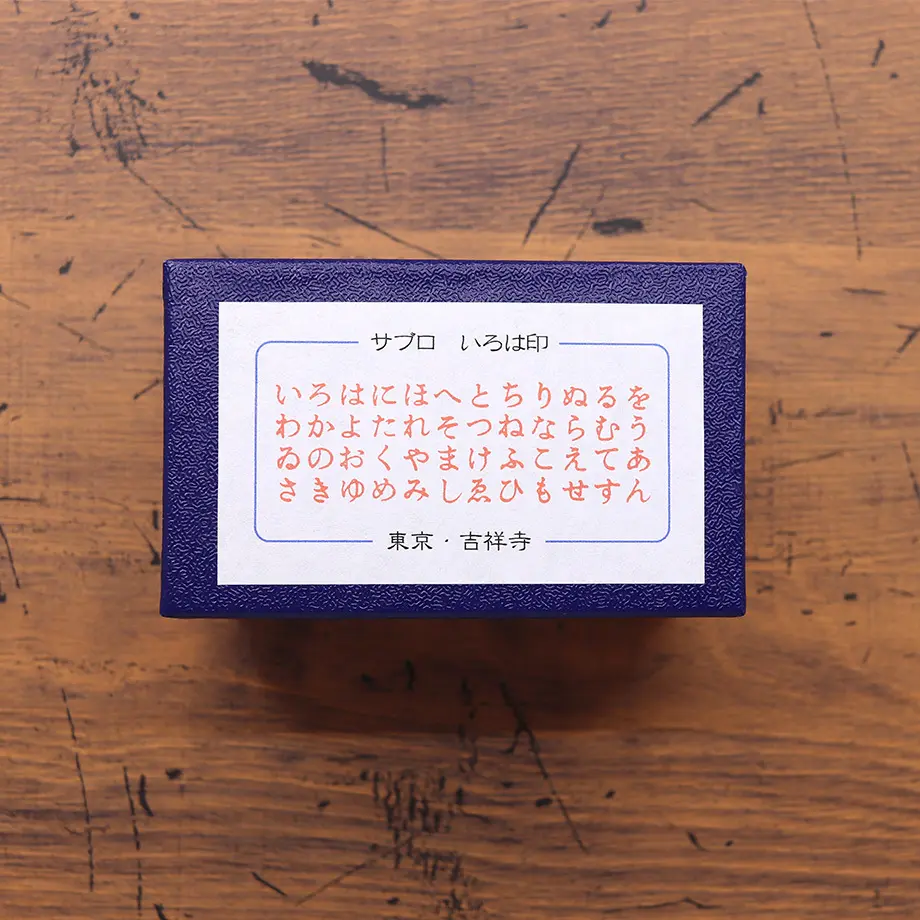 サブロ　いろは印
いろはにほへとちりぬるを
わかよたれそつねならむう
ゐのおくやまけふこえてあ
さきゆめみしゑひもせすん
東京・吉祥寺